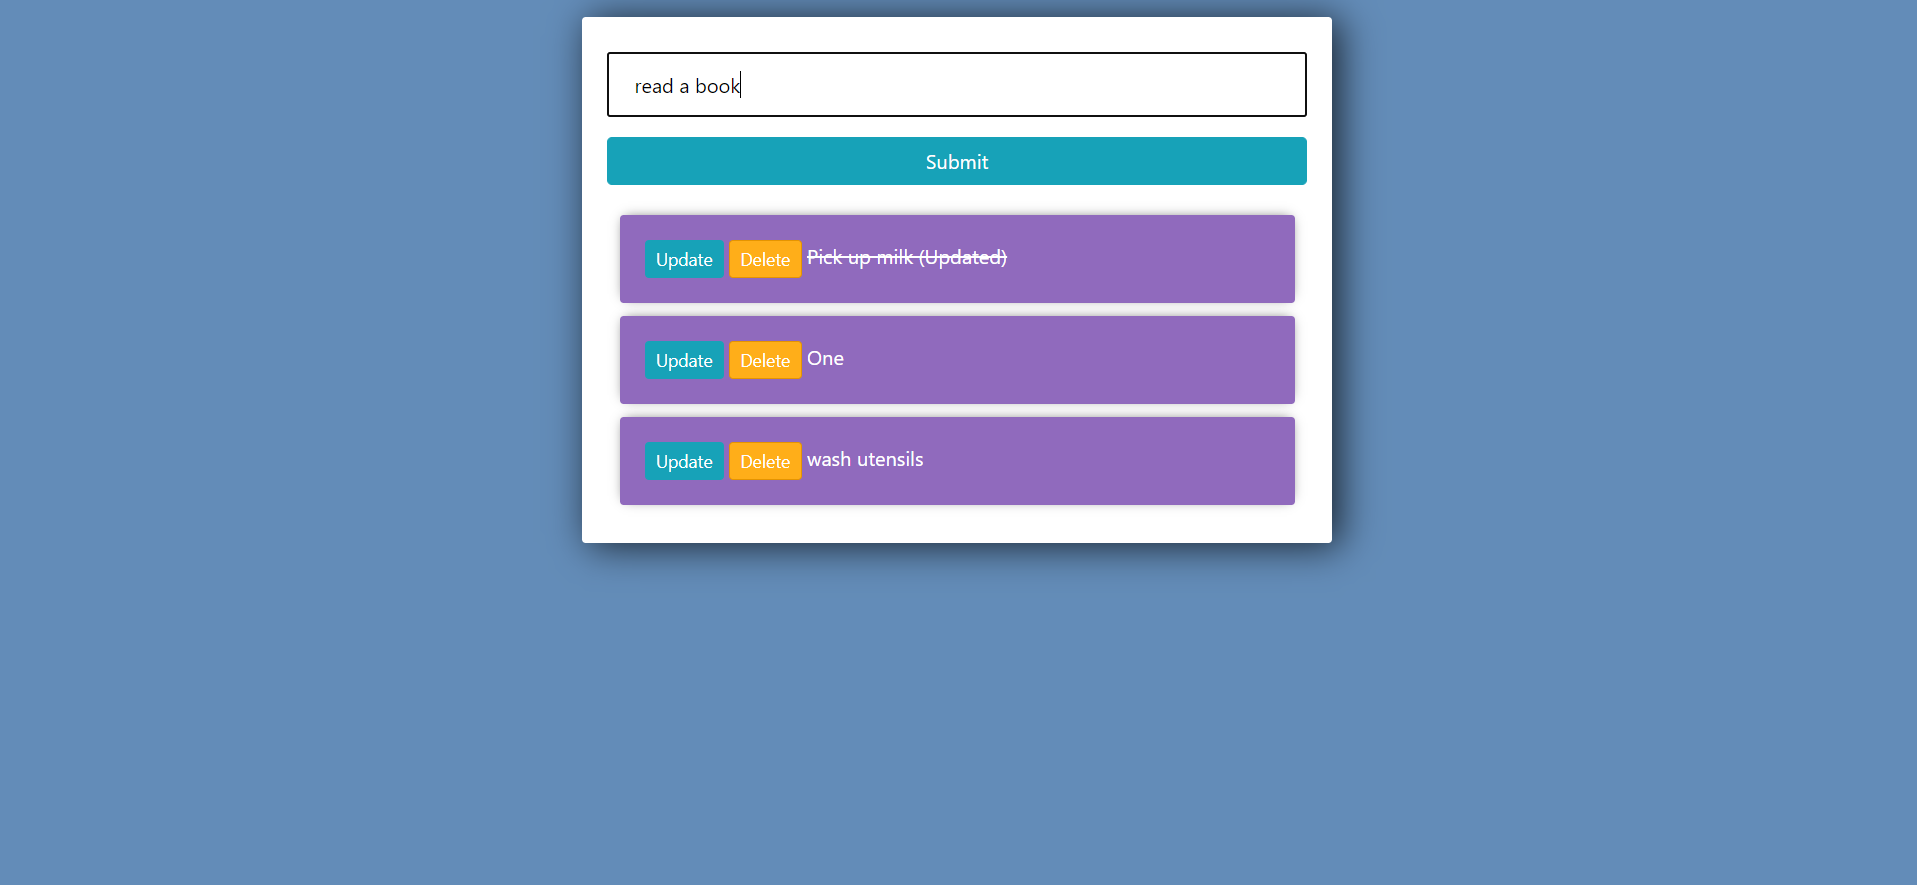 read a book
Submit
Update Delete Pick up milk (Updated)
Update Delete One
Update Delete wash utensils